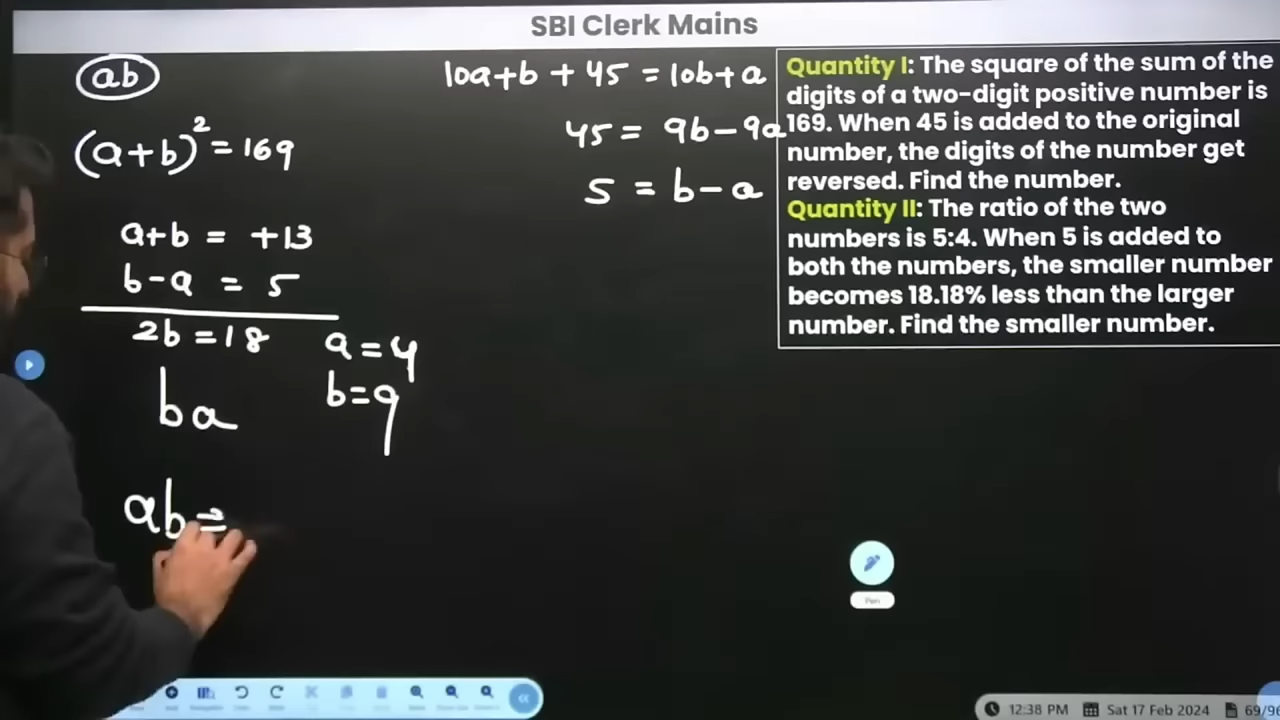 SBI Clerk Mains
ab
(a+b)² = 169
a+b = +13
b-a = 5
2b = 18
a = 4
b = 9
ba
ab =
10a+b + 45 = 10b+a
45 = 9b-9a
5 = b-a
Quantity I: The square of the sum of the
digits of a two-digit positive number is
169. When 45 is added to the original
number, the digits of the number get
reversed. Find the number.
Quantity II: The ratio of the two
numbers is 5:4. When 5 is added to
both the numbers, the smaller number
becomes 18.18% less than the larger
number. Find the smaller number.
Pen
12:38 PM Sat 17 Feb 2024 69/96